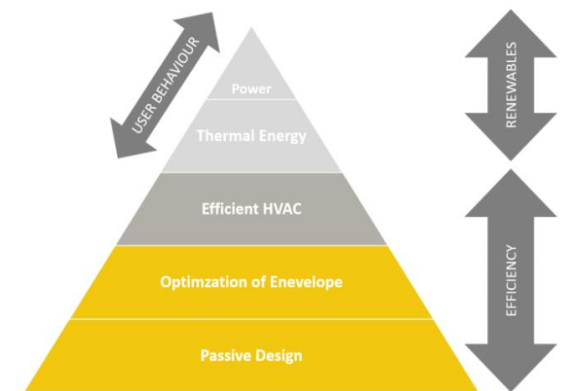 USER BEHAVIOUR
RENEWABLES
Power
Thermal Energy
Efficient HVAC
EFFICIENCY
Optimzation of Enevelope
Passive Design